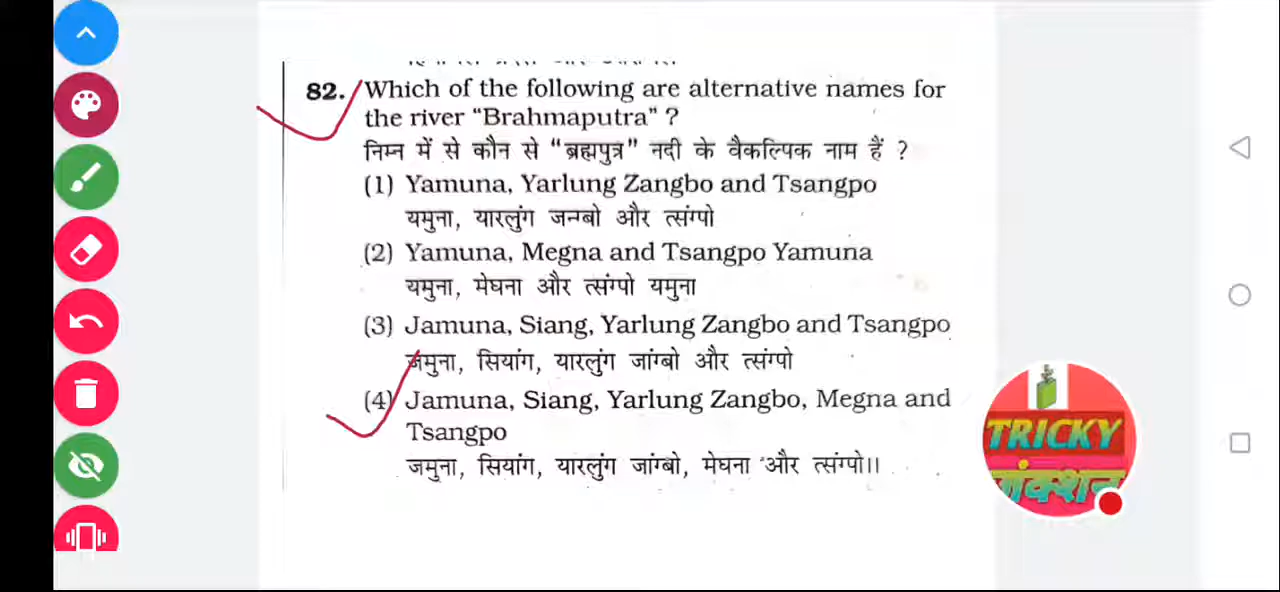 82. Which of the following are alternative names for
the river “Brahmaputra” ?
निम्न में से कौन से “ब्रह्मपुत्र” नदी के वैकल्पिक नाम हैं ?
(1) Yamuna, Yarlung Zangbo and Tsangpo
यमुना, यारलुंग जन्ग्बो और त्संग्पो
(2) Yamuna, Megna and Tsangpo Yamuna
यमुना, मेघना और त्संग्पो यमुना
(3) Jamuna, Siang, Yarlung Zangbo and Tsangpo
जमुना, सियांग, यारलुंग जांग्बो और त्संग्पो
(4) Jamuna, Siang, Yarlung Zangbo, Megna and
Tsangpo
जमुना, सियांग, यारलुंग जांग्बो, मेघना और त्संग्पो।।
TRICKY
जंक्शन